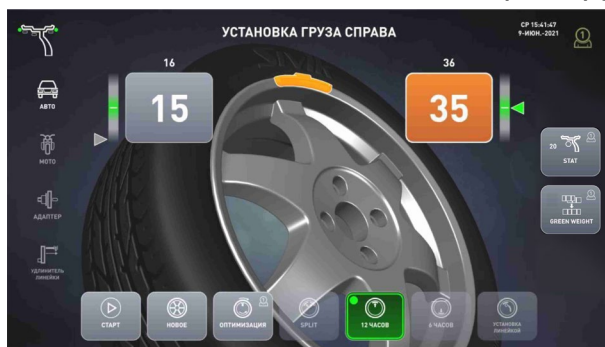 УСТАНОВКА ГРУЗА СПРАВА
СР 15:41:47
9-ИЮН.-2021
1
16
36
15
35
АВТО
МОТО
АДАПТЕР
УДЛИНИТЕЛЬ
ЛИНЕЙКИ
20
STAT
GREEN WEIGHT
СТАРТ
НОВОЕ
ОПТИМИЗАЦИЯ
SPLIT
12 ЧАСОВ
6 ЧАСОВ
УСТАНОВКА
ЛИНЕЙКОЙ